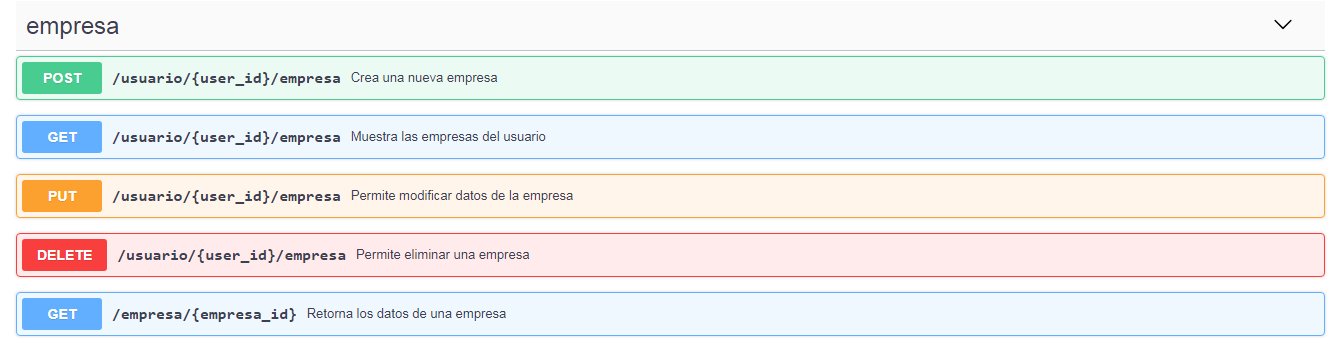 empresa
POST /usuario/{user_id}/empresa Crea una nueva empresa
GET /usuario/{user_id}/empresa Muestra las empresas del usuario
PUT /usuario/{user_id}/empresa Permite modificar datos de la empresa
DELETE /usuario/{user_id}/empresa Permite eliminar una empresa
GET /empresa/{empresa_id} Retorna los datos de una empresa